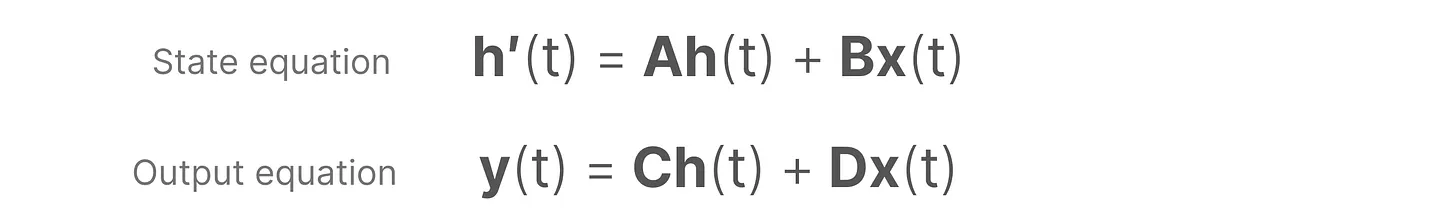 State equation h′(t) = Ah(t) + Bx(t)
Output equation y(t) = Ch(t) + Dx(t)